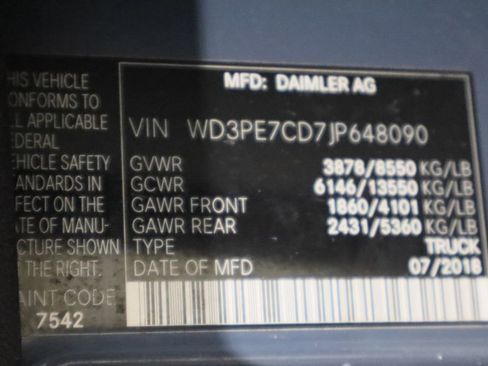 MFD: DAIMLER AG
HIS VEHICLE
ONFORMS TO
LL APPLICABLE
EDERAL
EHICLE SAFETY
ANDARDS IN
FECT ON THE
TE OF MANU-
CTURE SHOWN
THE RIGHT.
AINT CODE
7542
VIN WD3PE7CD7JP648090
GVWR 3878/8550 KG/LB
GCWR 6146/13550 KG/LB
GAWR FRONT 1860/4101 KG/LB
GAWR REAR 2431/5360 KG/LB
TYPE TRUCK
DATE OF MFD 07/2018